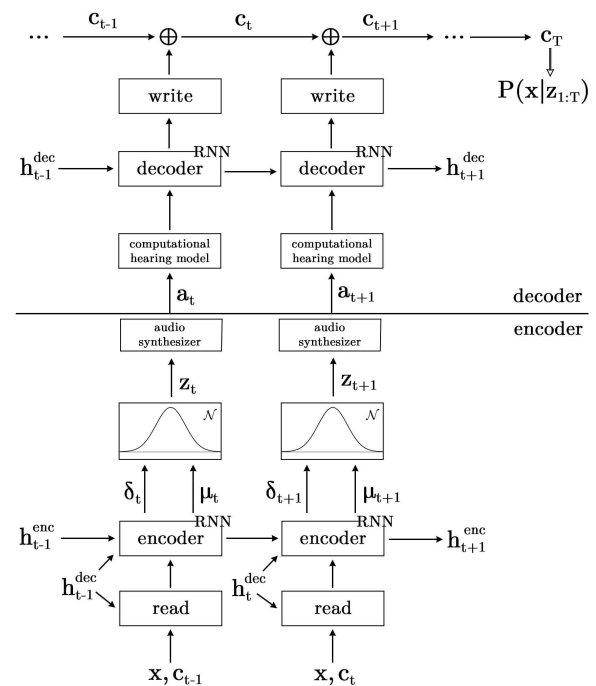 ... c_{t-1} ⊕ c_t ⊕ c_{t+1} ... c_T
P(x|z_{1:T})
write write
h^{dec}_{t-1} decoder RNN decoder RNN h^{dec}_{t+1}
computational hearing model computational hearing model
a_t a_{t+1}
decoder
encoder
audio synthesizer audio synthesizer
z_t z_{t+1}
𝒩 𝒩
δ_t μ_t δ_{t+1} μ_{t+1}
h^{enc}_{t-1} encoder RNN encoder RNN h^{enc}_{t+1}
h^{dec}_{t-1} h^{dec}_t
read read
x, c_{t-1} x, c_t